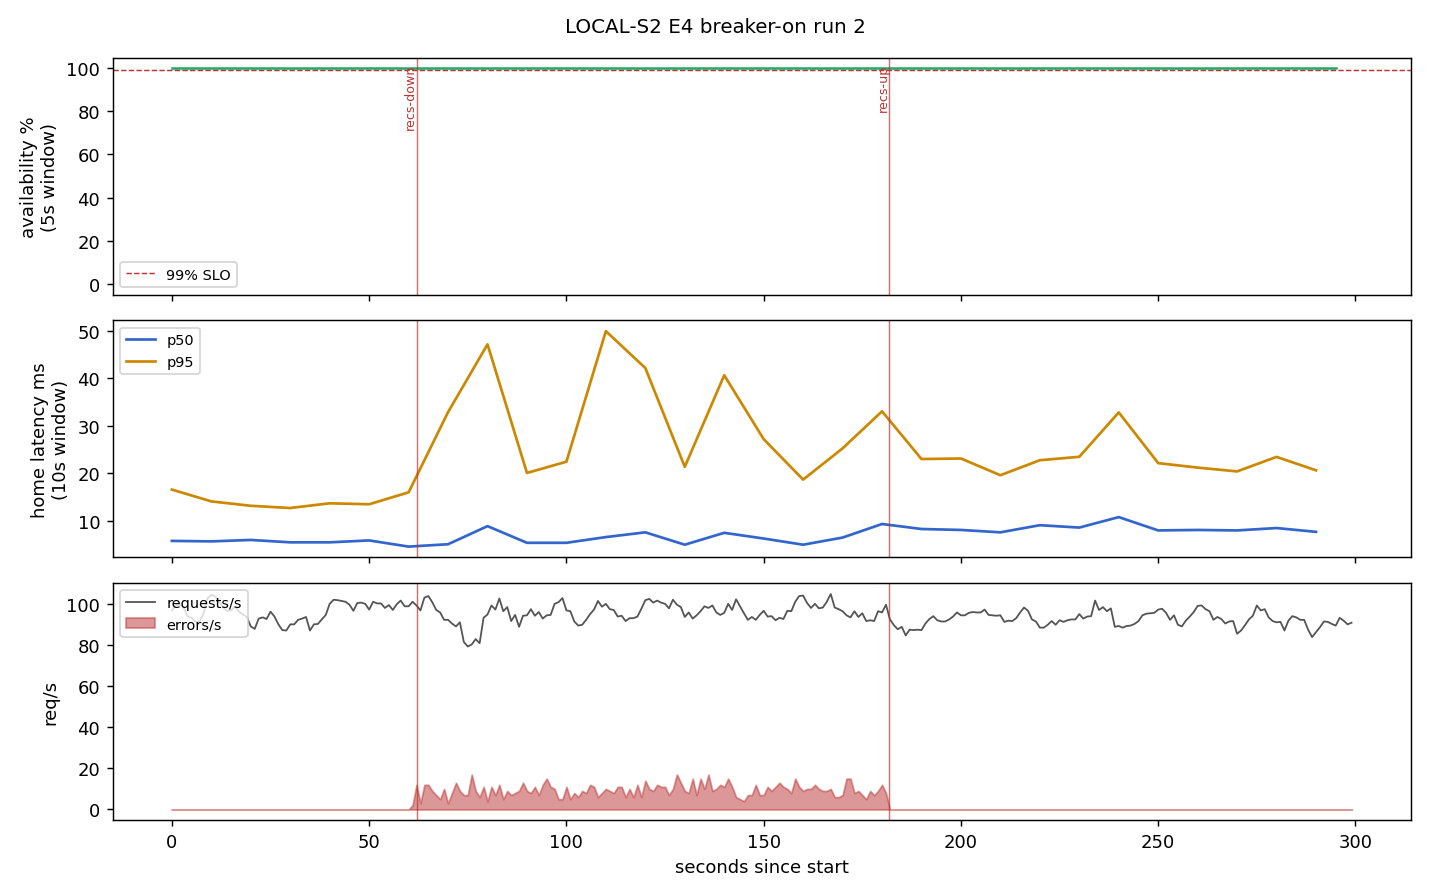 LOCAL-S2 E4 breaker-on run 2
availability %
(5s window)
100
80
60
40
20
0
recs-down
recs-up
99% SLO
home latency ms
(10s window)
50
40
30
20
10
p50
p95
req/s
100
80
60
40
20
0
requests/s
errors/s
0
50
100
150
200
250
300
seconds since start